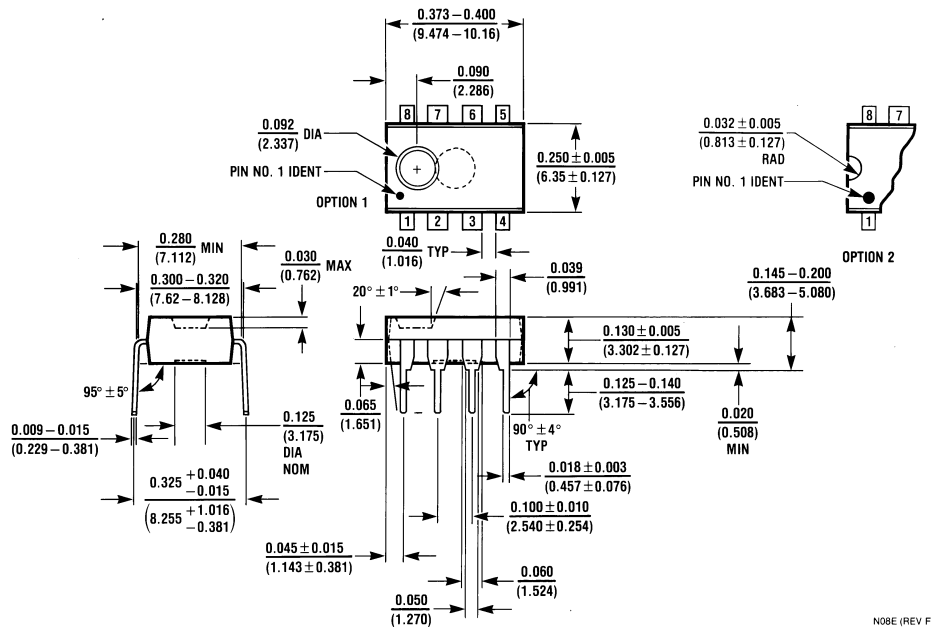 0.373 – 0.400
(9.474 – 10.16)
0.090
(2.286)
8 7 6 5
0.092 DIA
(2.337)
PIN NO. 1 IDENT
OPTION 1
1 2 3 4
0.250 ± 0.005
(6.35 ± 0.127)
8 7
0.032 ± 0.005
(0.813 ± 0.127)
RAD
PIN NO. 1 IDENT
1
OPTION 2
0.280 MIN
(7.112)
0.300 – 0.320
(7.62 – 8.128)
0.030 MAX
(0.762)
0.040 TYP
(1.016)
0.039
(0.991)
20° ± 1°
0.145 – 0.200
(3.683 – 5.080)
0.130 ± 0.005
(3.302 ± 0.127)
95° ± 5°
0.009 – 0.015
(0.229 – 0.381)
0.125
(3.175)
DIA
NOM
0.065
(1.651)
0.125 – 0.140
(3.175 – 3.556)
90° ± 4°
TYP
0.020
(0.508)
MIN
0.325 +0.040
−0.015
(8.255 +1.016
−0.381)
0.018 ± 0.003
(0.457 ± 0.076)
0.100 ± 0.010
(2.540 ± 0.254)
0.045 ± 0.015
(1.143 ± 0.381)
0.060
(1.524)
0.050
(1.270)
N08E (REV F